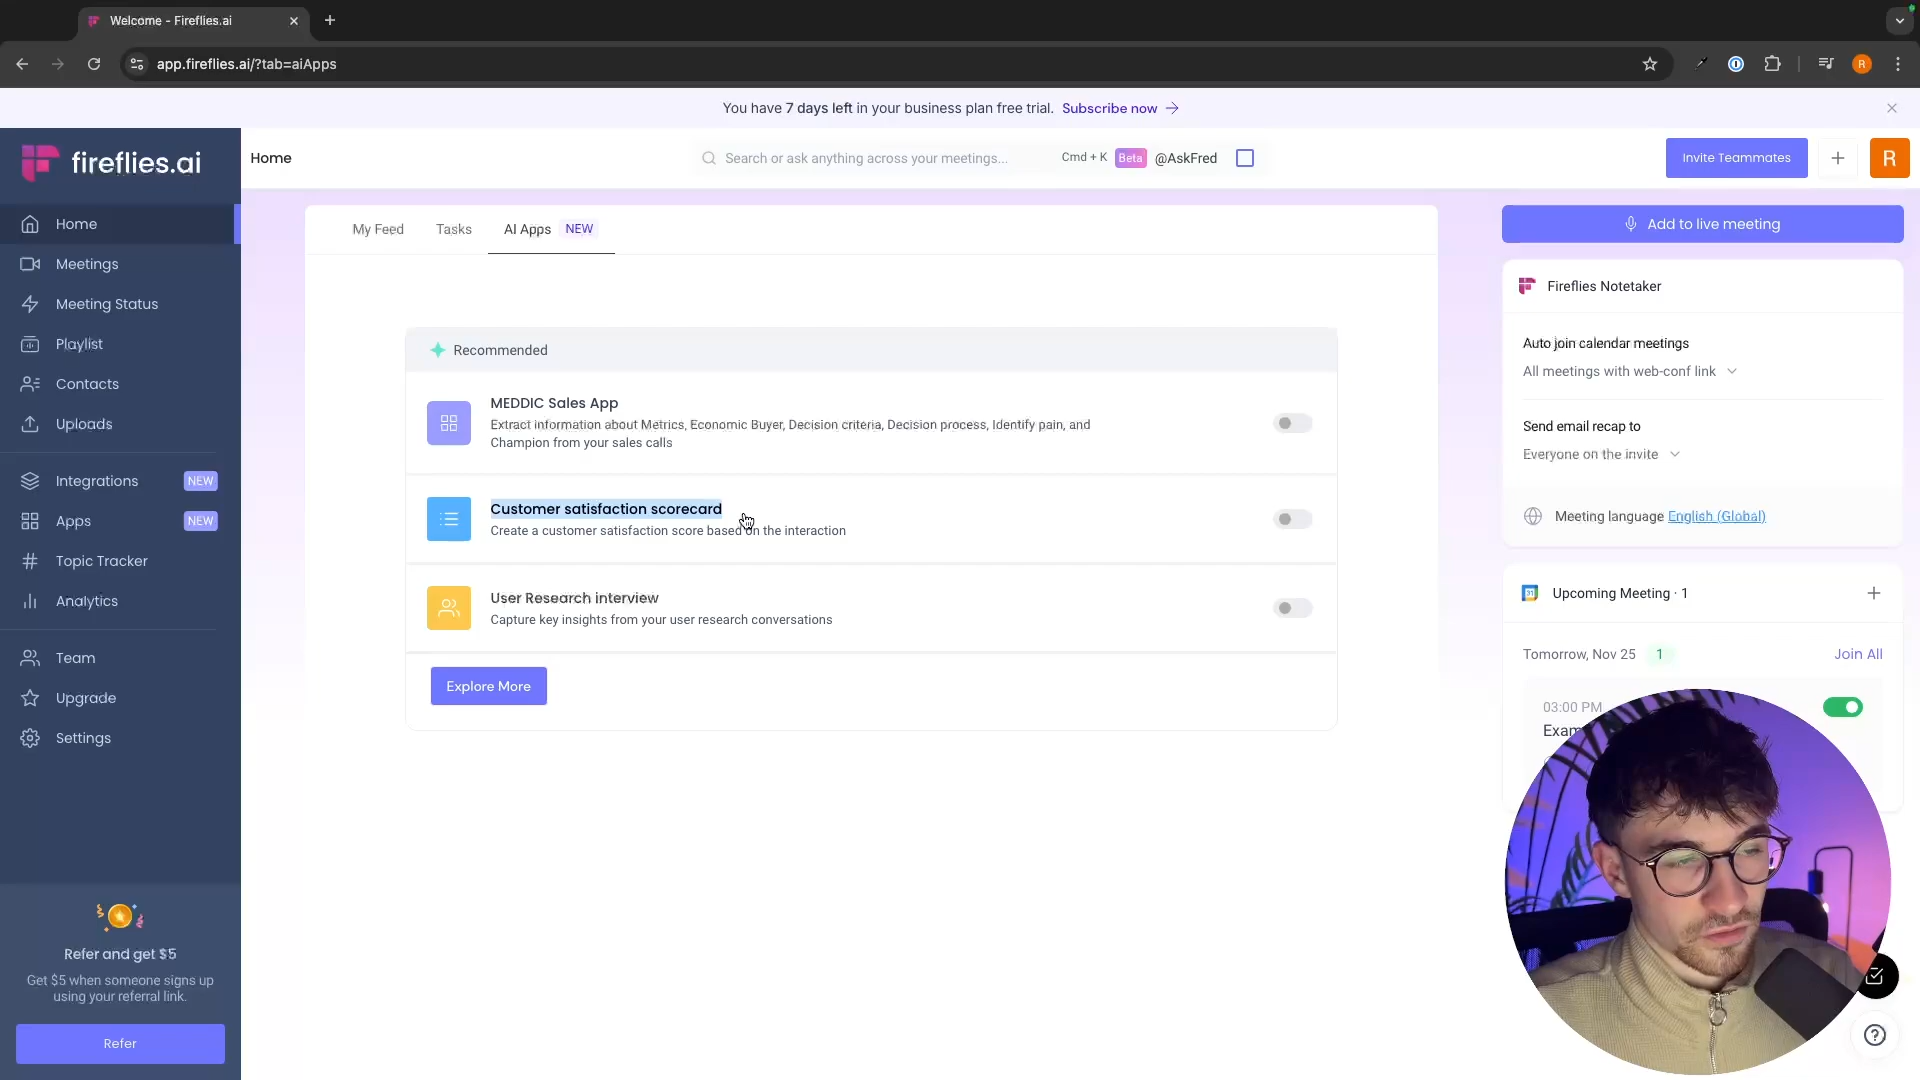 Welcome - Fireflies.ai
app.fireflies.ai/?tab=aiApps
R
You have 7 days left in your business plan free trial. Subscribe now
fireflies.ai
Home
Search or ask anything across your meetings...
Cmd + K
Beta
@AskFred
Invite Teammates
R
Home
Meetings
Meeting Status
Playlist
Contacts
Uploads
Integrations NEW
Apps NEW
Topic Tracker
Analytics
Team
Upgrade
Settings
Refer and get $5
Get $5 when someone signs up
using your referral link.
Refer
My Feed
Tasks
AI Apps NEW
Recommended
MEDDIC Sales App
Extract information about Metrics, Economic Buyer, Decision criteria, Decision process, Identify pain, and
Champion from your sales calls
Customer satisfaction scorecard
Create a customer satisfaction score based on the interaction
User Research interview
Capture key insights from your user research conversations
Explore More
Add to live meeting
Fireflies Notetaker
Auto join calendar meetings
All meetings with web-conf link
Send email recap to
Everyone on the invite
Meeting language English (Global)
31
Upcoming Meeting · 1
Tomorrow, Nov 25 1
Join All
03:00 PM